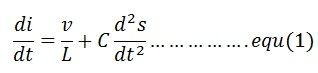 di/dt = v/L + C d²s/dt² … … … … … . equ(1)